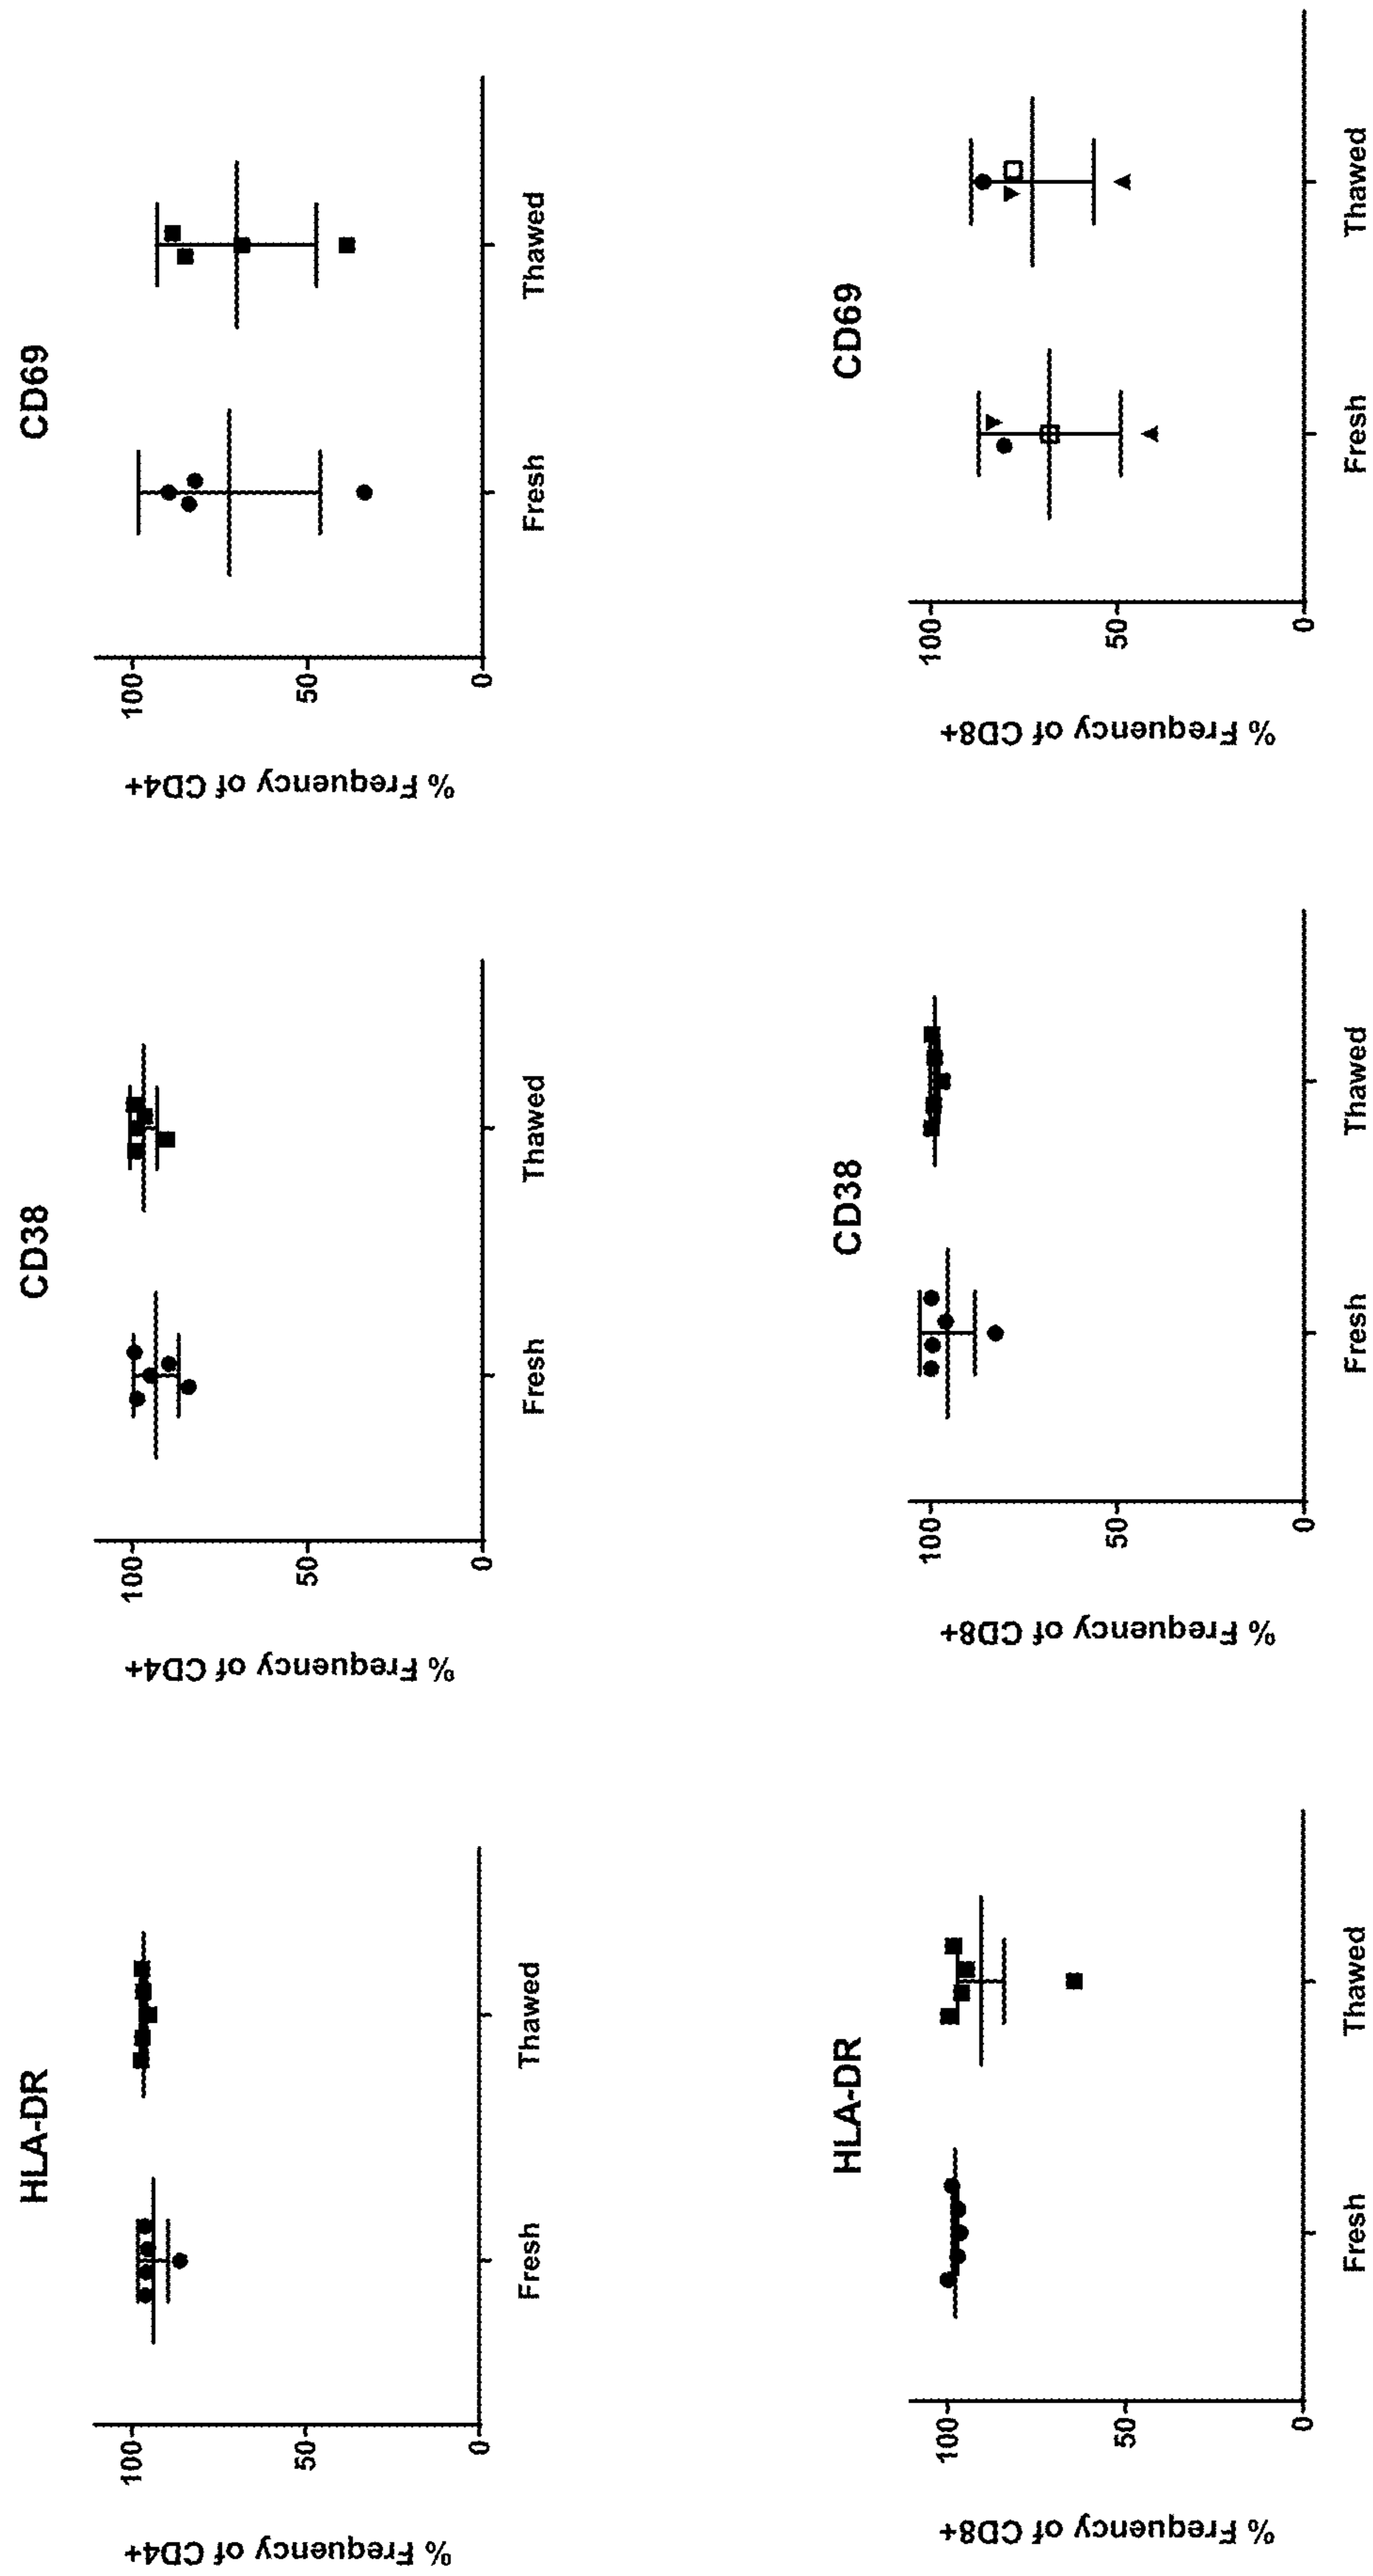 HLA-DR
% Frequency of CD4+
100
50
0
Fresh Thawed
CD38
% Frequency of CD4+
100
50
0
Fresh Thawed
CD69
% Frequency of CD4+
100
50
0
Fresh Thawed
HLA-DR
% Frequency of CD8+
100
50
0
Fresh Thawed
CD38
% Frequency of CD8+
100
50
0
Fresh Thawed
CD69
% Frequency of CD8+
100
50
0
Fresh Thawed